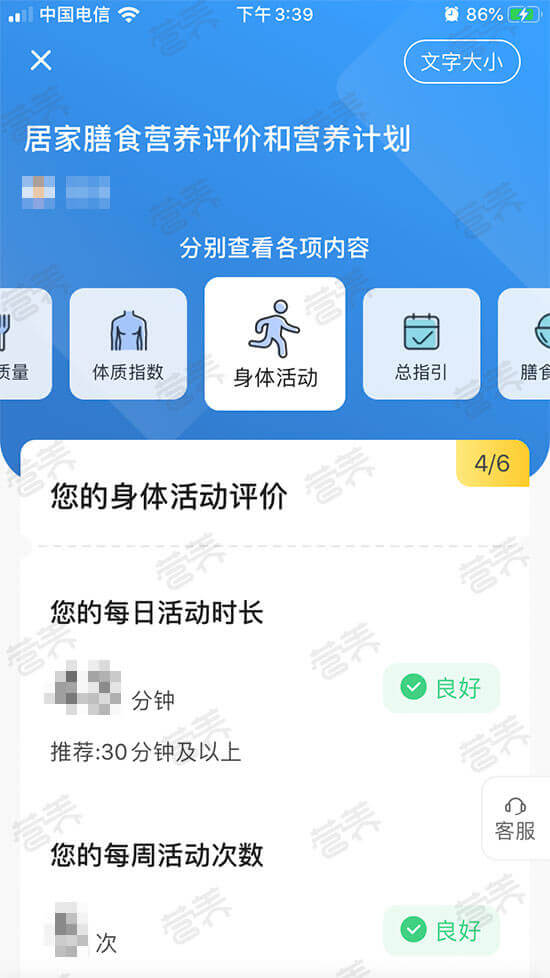 中国电信 下午 3:39 86%
文字大小
居家膳食营养评价和营养计划
分别查看各项内容
质量 体质指数 身体活动 总指引 膳食
4/6
您的身体活动评价
您的每日活动时长
分钟 良好
推荐:30分钟及以上
客服
您的每周活动次数
次 良好